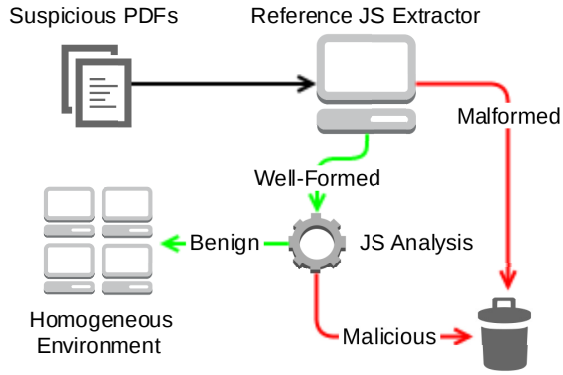 Suspicious PDFs
Reference JS Extractor
Malformed
Well-Formed
Benign
JS Analysis
Homogeneous
Environment
Malicious